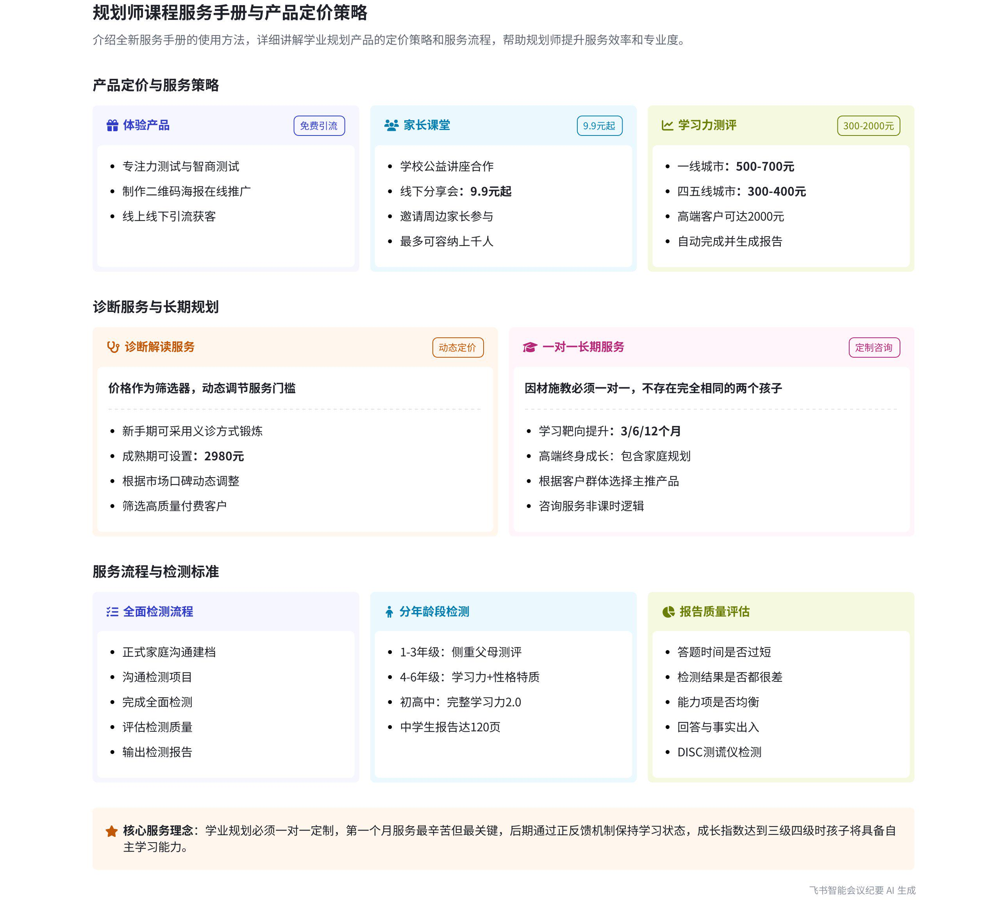 规划师课程服务手册与产品定价策略
介绍全新服务手册的使用方法，详细讲解学业规划产品的定价策略和服务流程，帮助规划师提升服务效率和专业度。
产品定价与服务策略
体验产品
免费引流
专注力测试与智商测试
制作二维码海报在线推广
线上线下引流获客
家长课堂
9.9元起
学校公益讲座合作
线下分享会：9.9元起
邀请周边家长参与
最多可容纳上千人
学习力测评
300-2000元
一线城市：500-700元
四五线城市：300-400元
高端客户可达2000元
自动完成并生成报告
诊断服务与长期规划
诊断解读服务
动态定价
价格作为筛选器，动态调节服务门槛
新手期可采用义诊方式锻炼
成熟期可设置：2980元
根据市场口碑动态调整
筛选高质量付费客户
一对一长期服务
定制咨询
因材施教必须一对一，不存在完全相同的两个孩子
学习靶向提升：3/6/12个月
高端终身成长：包含家庭规划
根据客户群体选择主推产品
咨询服务非课时逻辑
服务流程与检测标准
全面检测流程
正式家庭沟通建档
沟通检测项目
完成全面检测
评估检测质量
输出检测报告
分年龄段检测
1-3年级：侧重父母测评
4-6年级：学习力+性格特质
初高中：完整学习力2.0
中学生报告达120页
报告质量评估
答题时间是否过短
检测结果是否都很差
能力项是否均衡
回答与事实出入
DISC测谎仪检测
核心服务理念：学业规划必须一对一定制，第一个月服务最辛苦但最关键，后期通过正反馈机制保持学习状态，成长指数达到三级四级时孩子将具备自
主学习能力。
飞书智能会议纪要 AI 生成